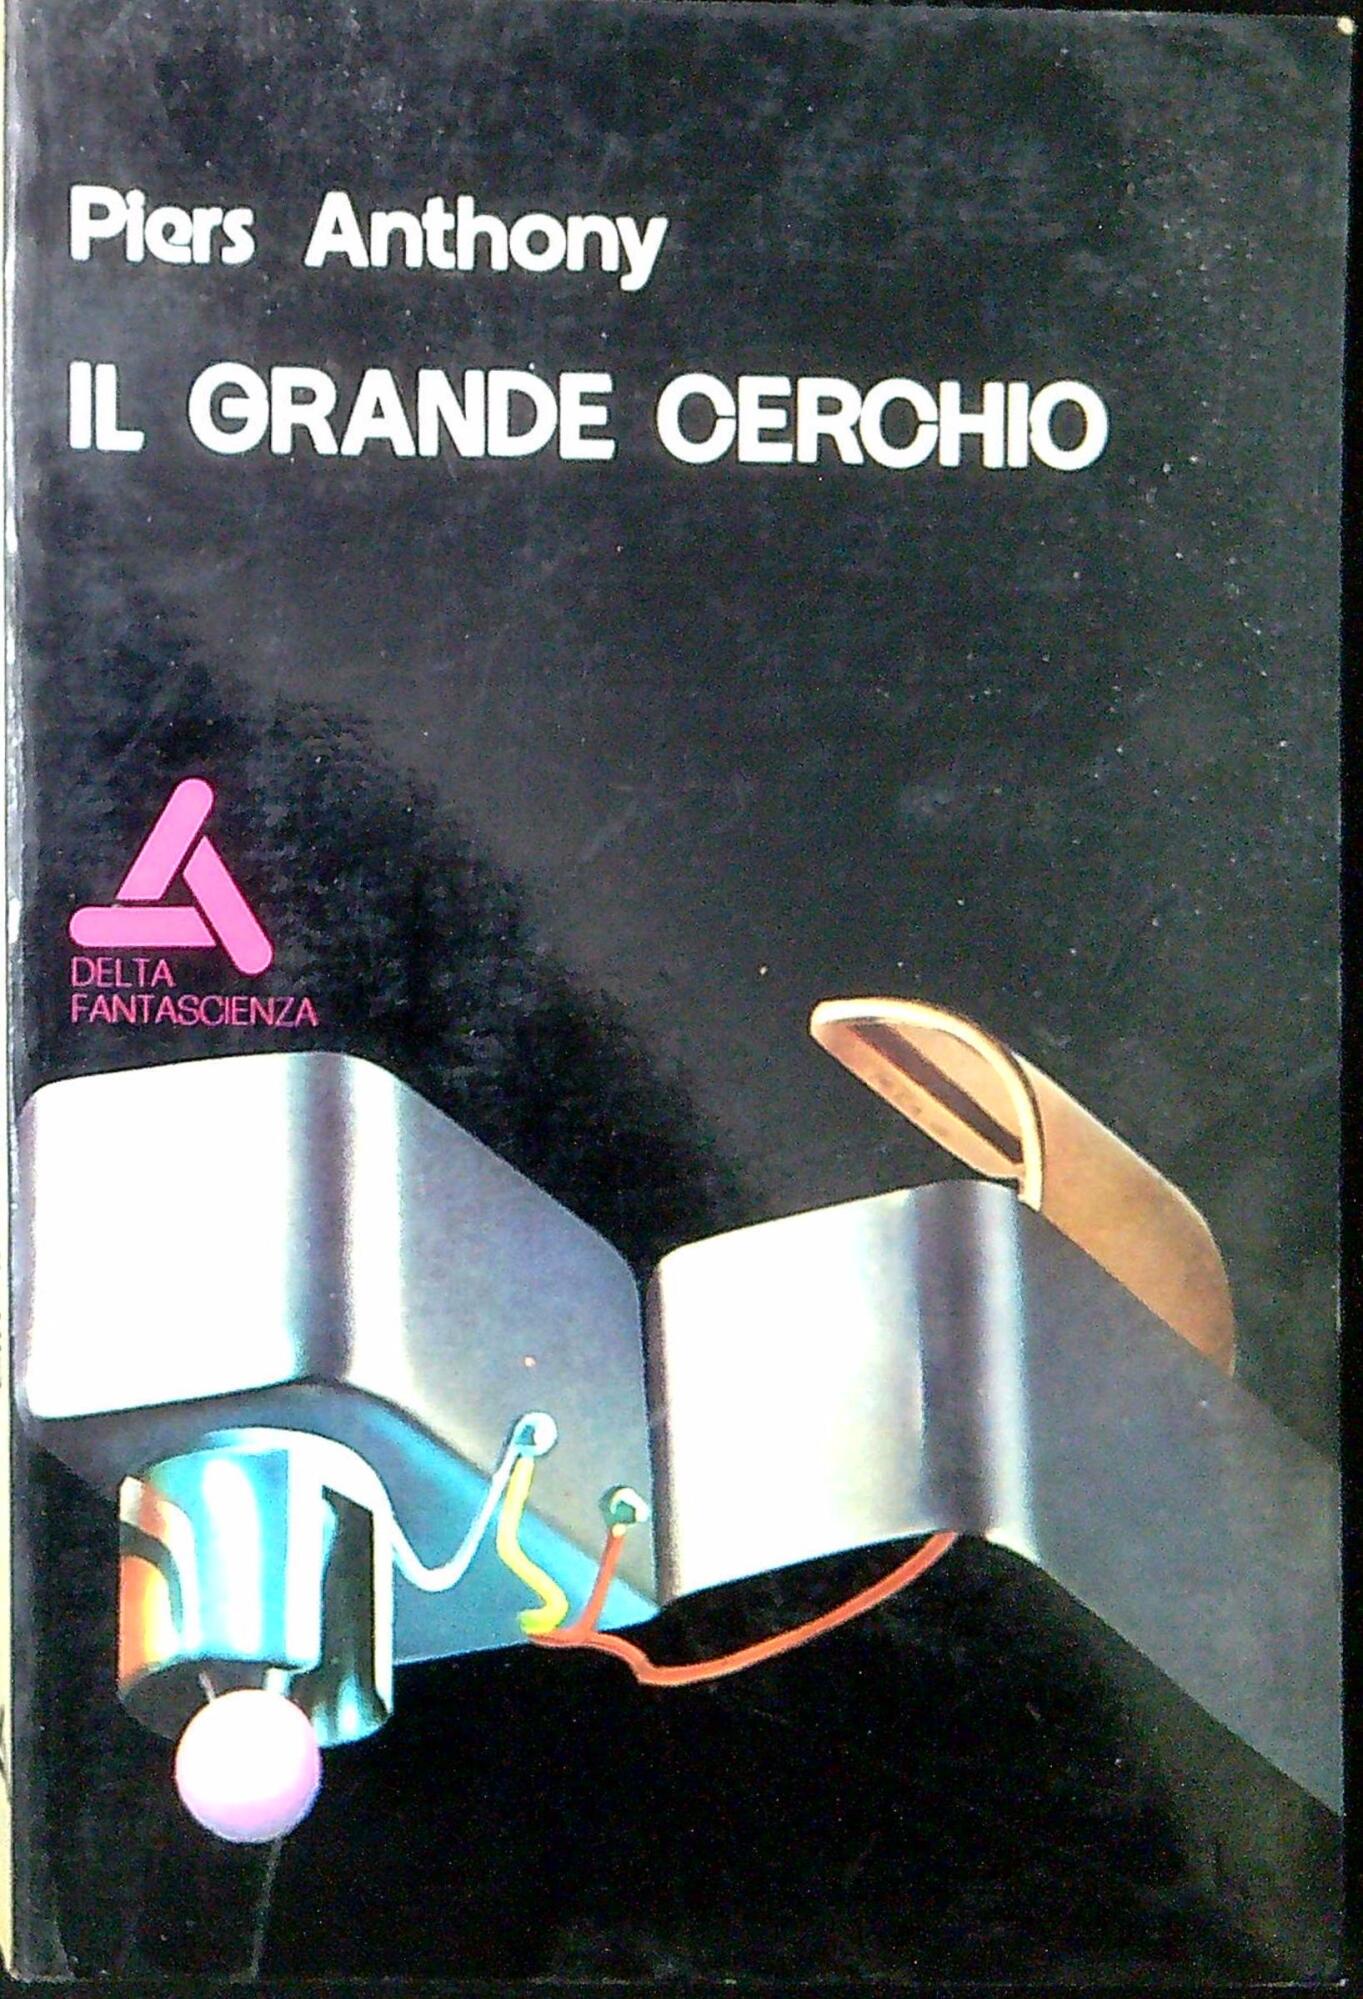 Piers Anthony
IL GRANDE CERCHIO
DELTA
FANTASCIENZA